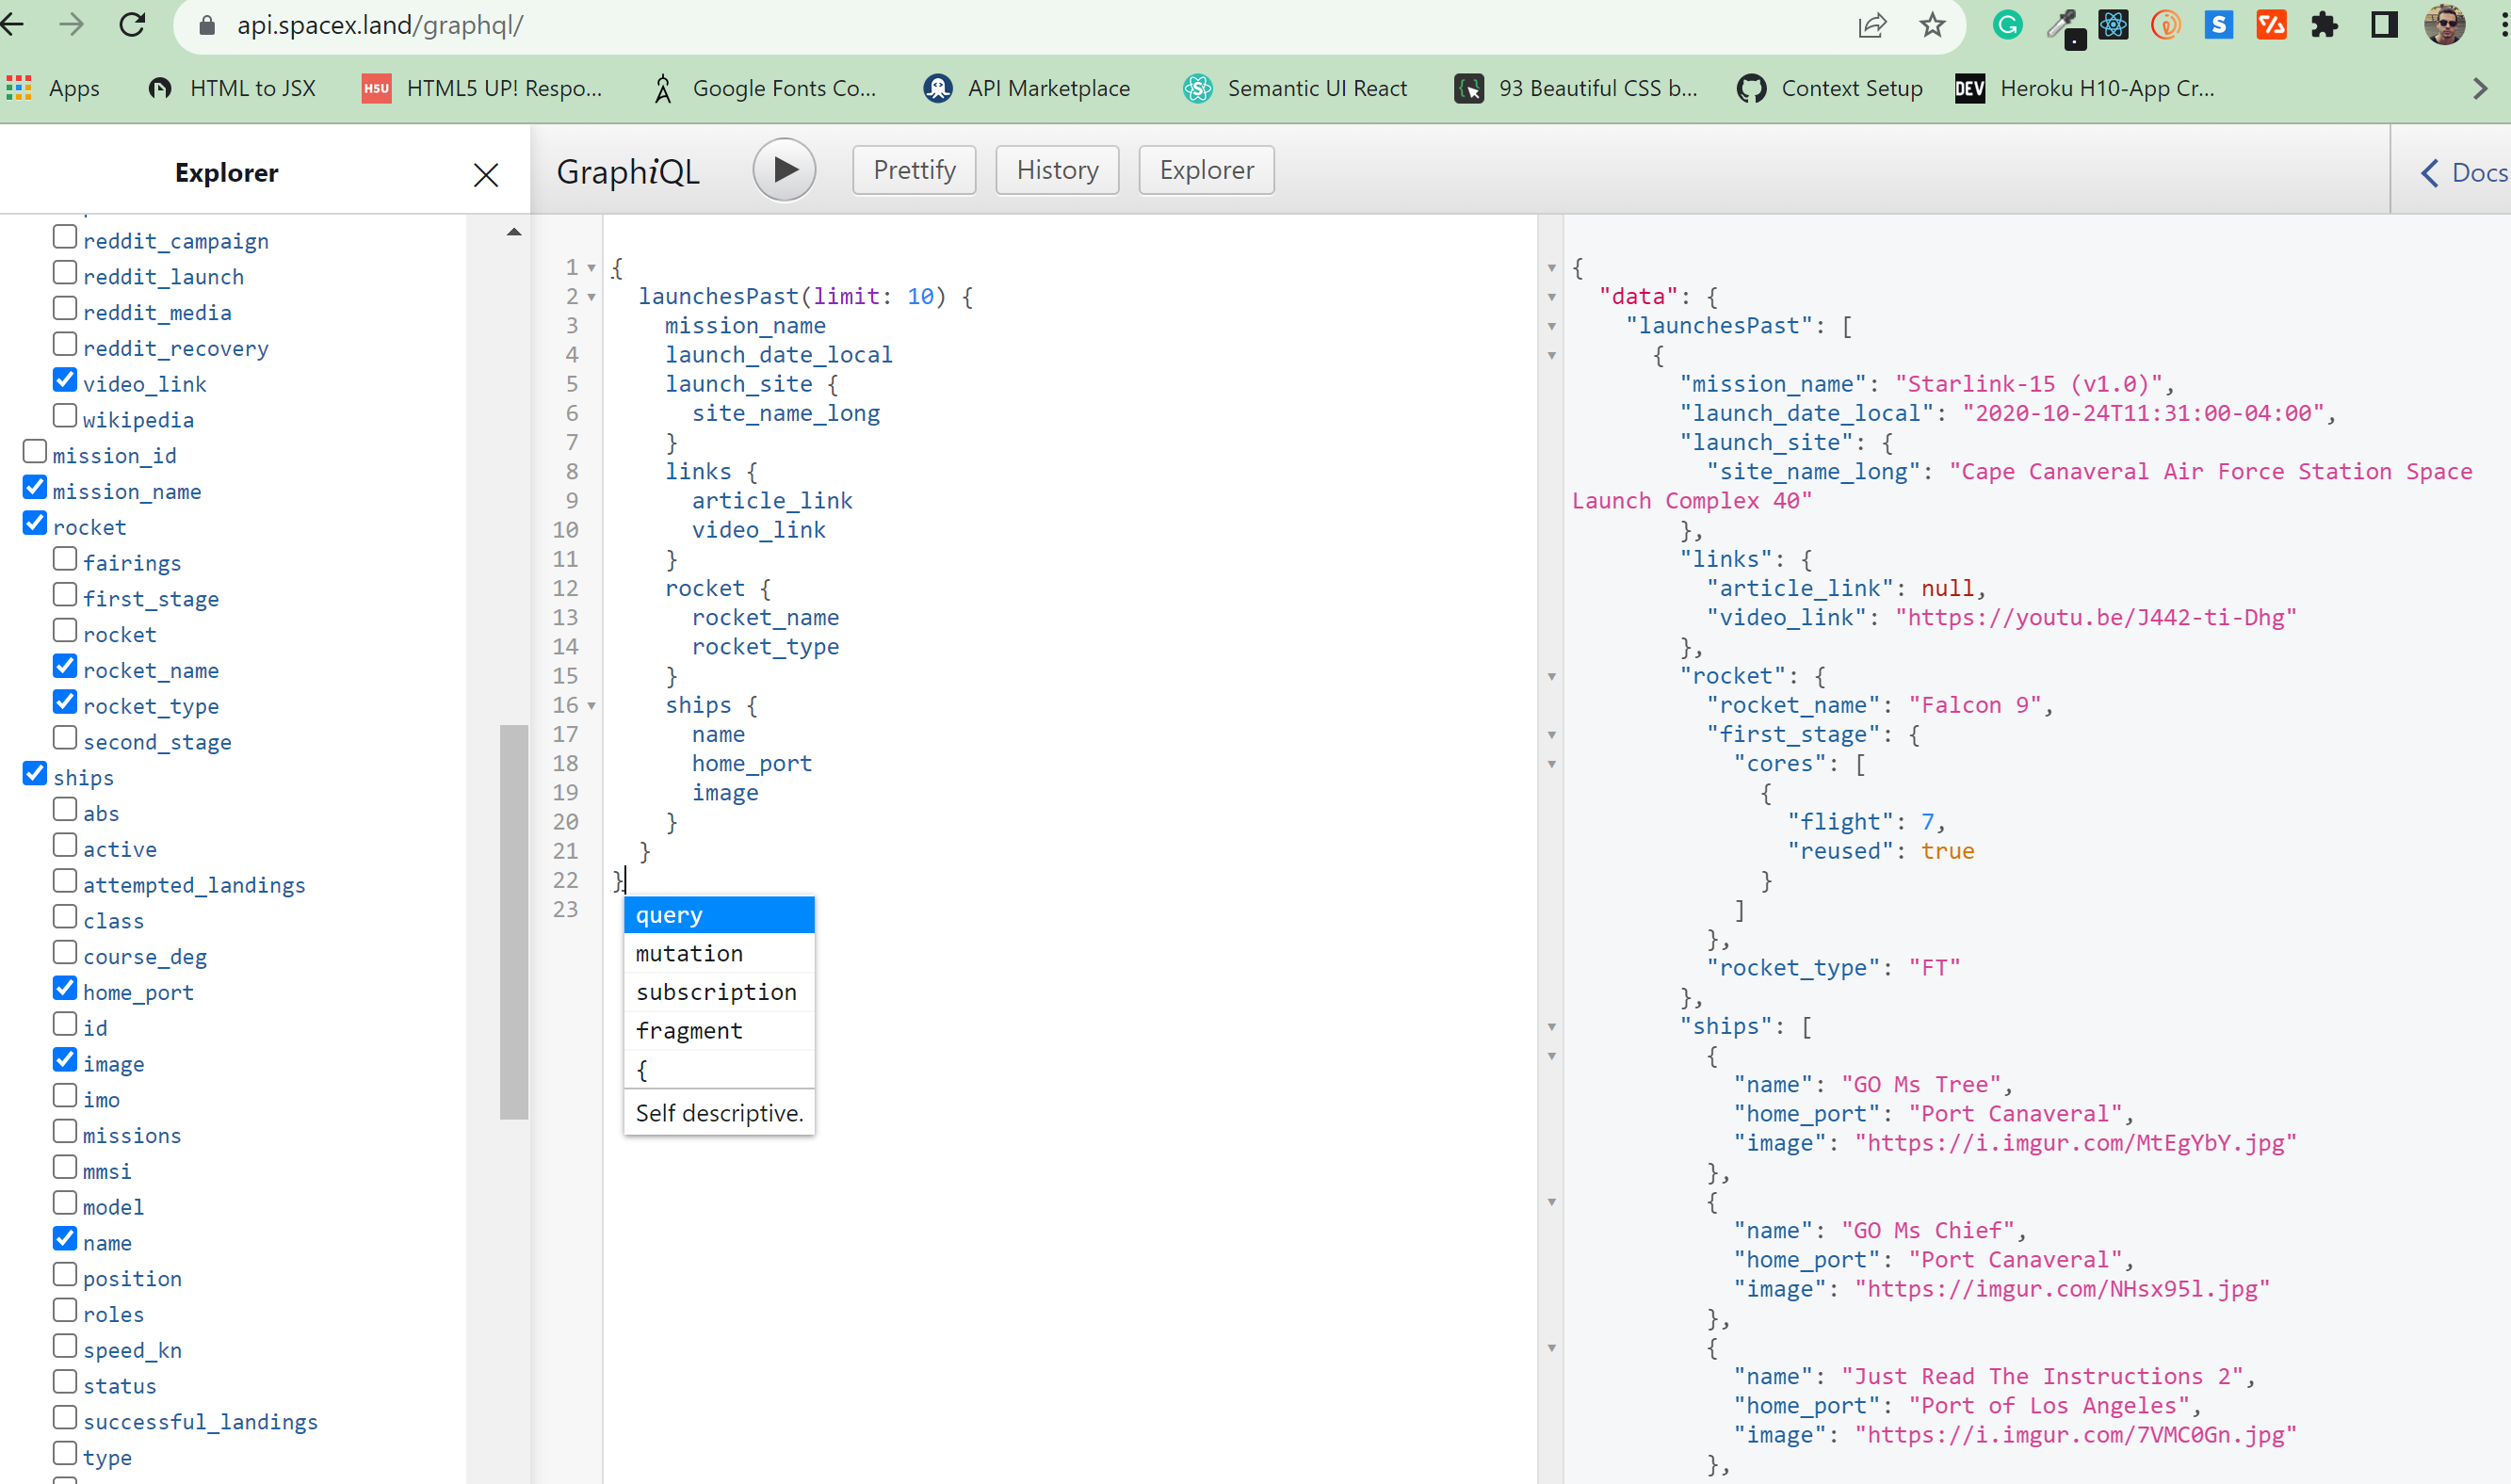 api.spacex.land/graphql/
Apps
HTML to JSX
H5U
HTML5 UP! Respo...
Google Fonts Co...
API Marketplace
Semantic UI React
93 Beautiful CSS b...
Context Setup
DEV
Heroku H10-App Cr...
Explorer
GraphiQL
Prettify
History
Explorer
Docs
reddit_campaign
reddit_launch
reddit_media
reddit_recovery
video_link
wikipedia
mission_id
mission_name
rocket
fairings
first_stage
rocket
rocket_name
rocket_type
second_stage
ships
abs
active
attempted_landings
class
course_deg
home_port
id
image
imo
missions
mmsi
model
name
position
roles
speed_kn
status
successful_landings
type
1 {
2 launchesPast(limit: 10) {
3 mission_name
4 launch_date_local
5 launch_site {
6 site_name_long
7 }
8 links {
9 article_link
10 video_link
11 }
12 rocket {
13 rocket_name
14 rocket_type
15 }
16 ships {
17 name
18 home_port
19 image
20 }
21 }
22 }
23
query
mutation
subscription
fragment
{
Self descriptive.
{
"data": {
"launchesPast": [
{
"mission_name": "Starlink-15 (v1.0)",
"launch_date_local": "2020-10-24T11:31:00-04:00",
"launch_site": {
"site_name_long": "Cape Canaveral Air Force Station Space
Launch Complex 40"
},
"links": {
"article_link": null,
"video_link": "https://youtu.be/J442-ti-Dhg"
},
"rocket": {
"rocket_name": "Falcon 9",
"first_stage": {
"cores": [
{
"flight": 7,
"reused": true
}
]
},
"rocket_type": "FT"
},
"ships": [
{
"name": "GO Ms Tree",
"home_port": "Port Canaveral",
"image": "https://i.imgur.com/MtEgYbY.jpg"
},
{
"name": "GO Ms Chief",
"home_port": "Port Canaveral",
"image": "https://imgur.com/NHsx95l.jpg"
},
{
"name": "Just Read The Instructions 2",
"home_port": "Port of Los Angeles",
"image": "https://i.imgur.com/7VMC0Gn.jpg"
},